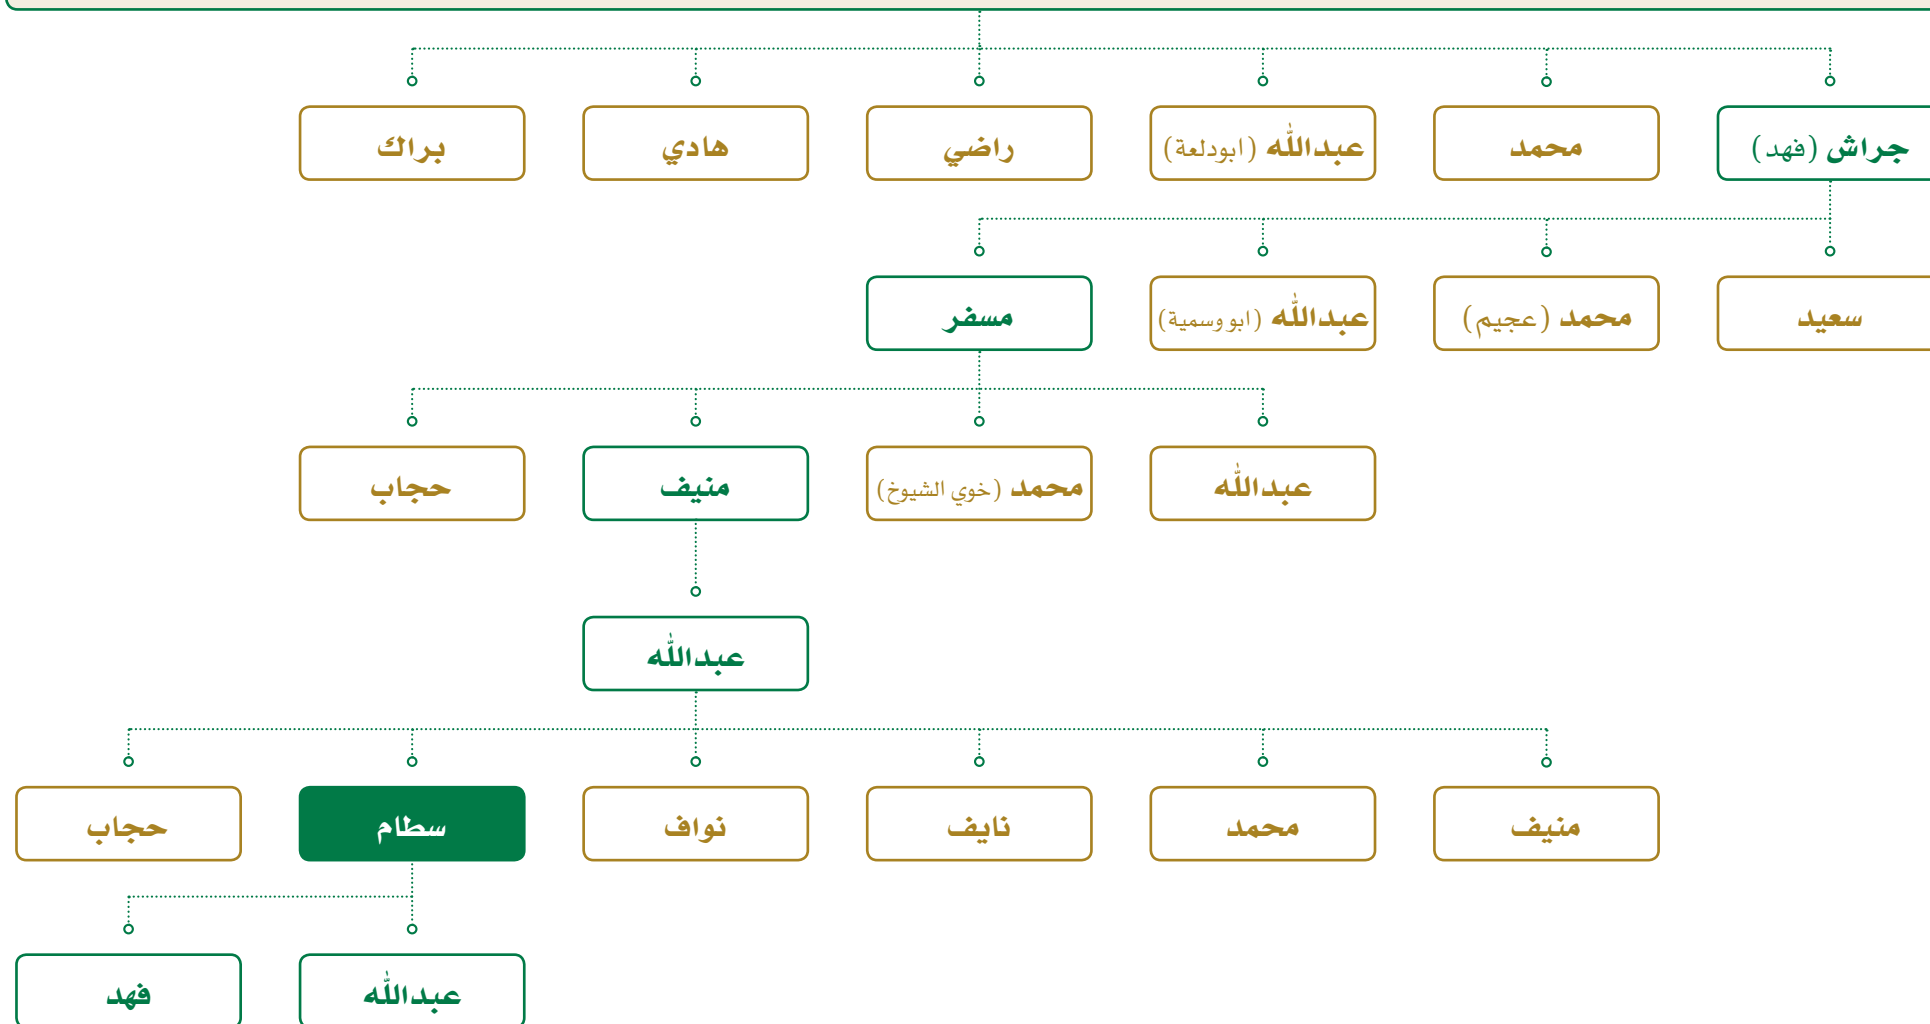 جراش (فهد)
محمد
عبدالله (ابودلعة)
راضي
هادي
براك
سعيد
محمد (عجيم)
عبدالله (ابو وسمية)
مسفر
عبدالله
محمد (خوي الشيوخ)
منيف
حجاب
عبدالله
منيف
محمد
نايف
نواف
سطام
حجاب
عبدالله
فهد